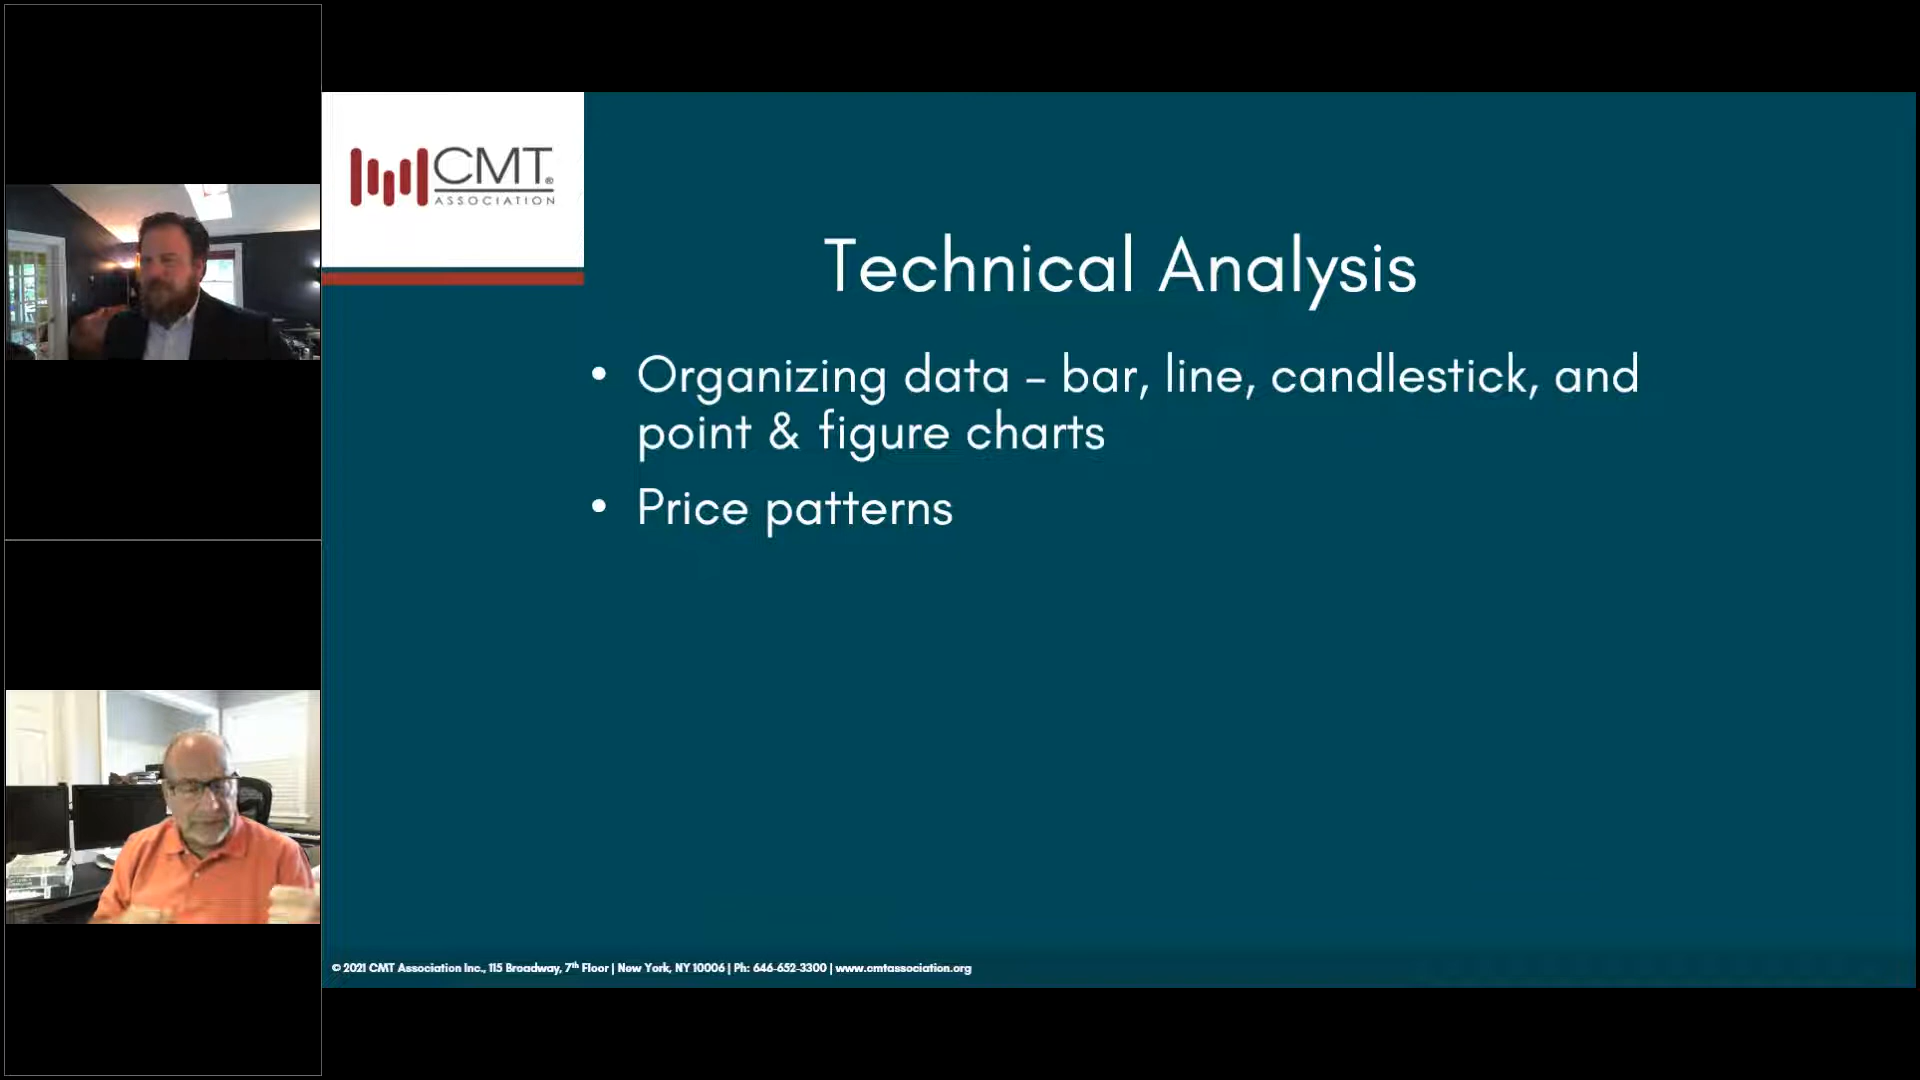 CMT®
ASSOCIATION
Technical Analysis
• Organizing data – bar, line, candlestick, and
point & figure charts
• Price patterns
© 2021 CMT Association Inc., 115 Broadway, 7th Floor | New York, NY 10006 | Ph: 646-652-3300 | www.cmtassociation.org